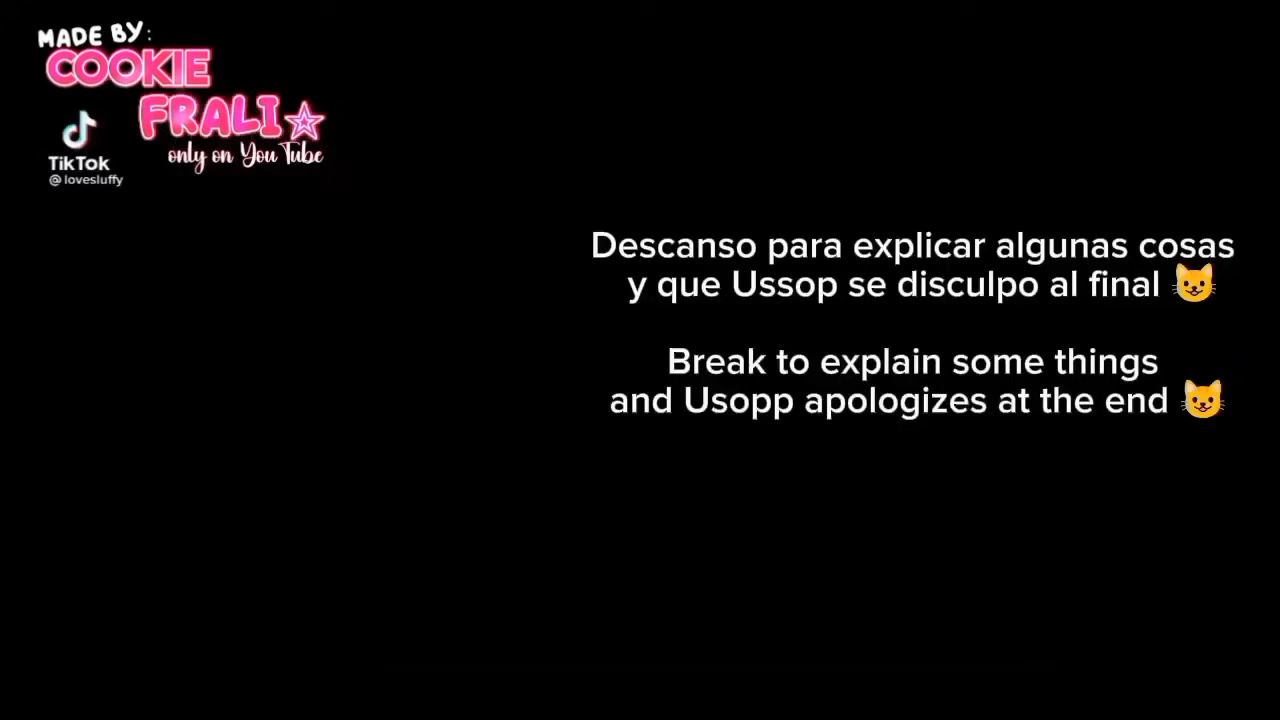 MADE BY:
COOKIE
FRALI
only on You Tube
TikTok
@lovesluffy
Descanso para explicar algunas cosas
y que Ussop se disculpo al final 😺
Break to explain some things
and Usopp apologizes at the end 😺